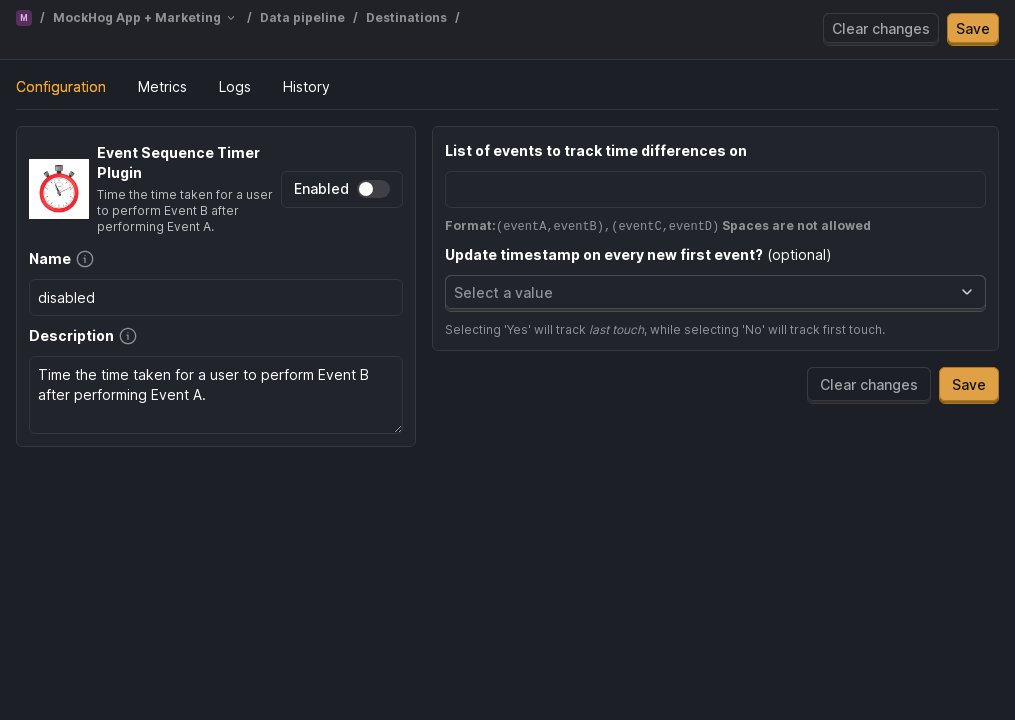 M / MockHog App + Marketing / Data pipeline / Destinations /
Clear changes Save
Configuration Metrics Logs History
Event Sequence Timer
Plugin
Time the time taken for a user
to perform Event B after
performing Event A.
Enabled
Name
disabled
Description
Time the time taken for a user to perform Event B
after performing Event A.
List of events to track time differences on
Format:(eventA,eventB),(eventC,eventD) Spaces are not allowed
Update timestamp on every new first event? (optional)
Select a value
Selecting 'Yes' will track last touch, while selecting 'No' will track first touch.
Clear changes Save